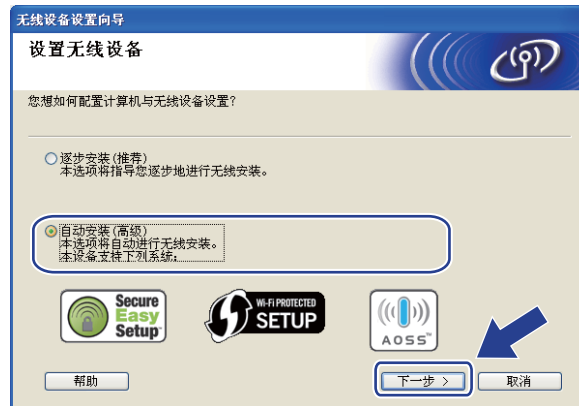 无线设备设置向导
设置无线设备
您想如何配置计算机与无线设备设置?
逐步安装(推荐)
本选项将指导您逐步地进行无线安装。
自动安装(高级)
本选项将自动进行无线安装。
本设备支持下列系统:
Secure
Easy
Setup™
Wi-Fi PROTECTED
SETUP
AOSS™
帮助
下一步 >
取消